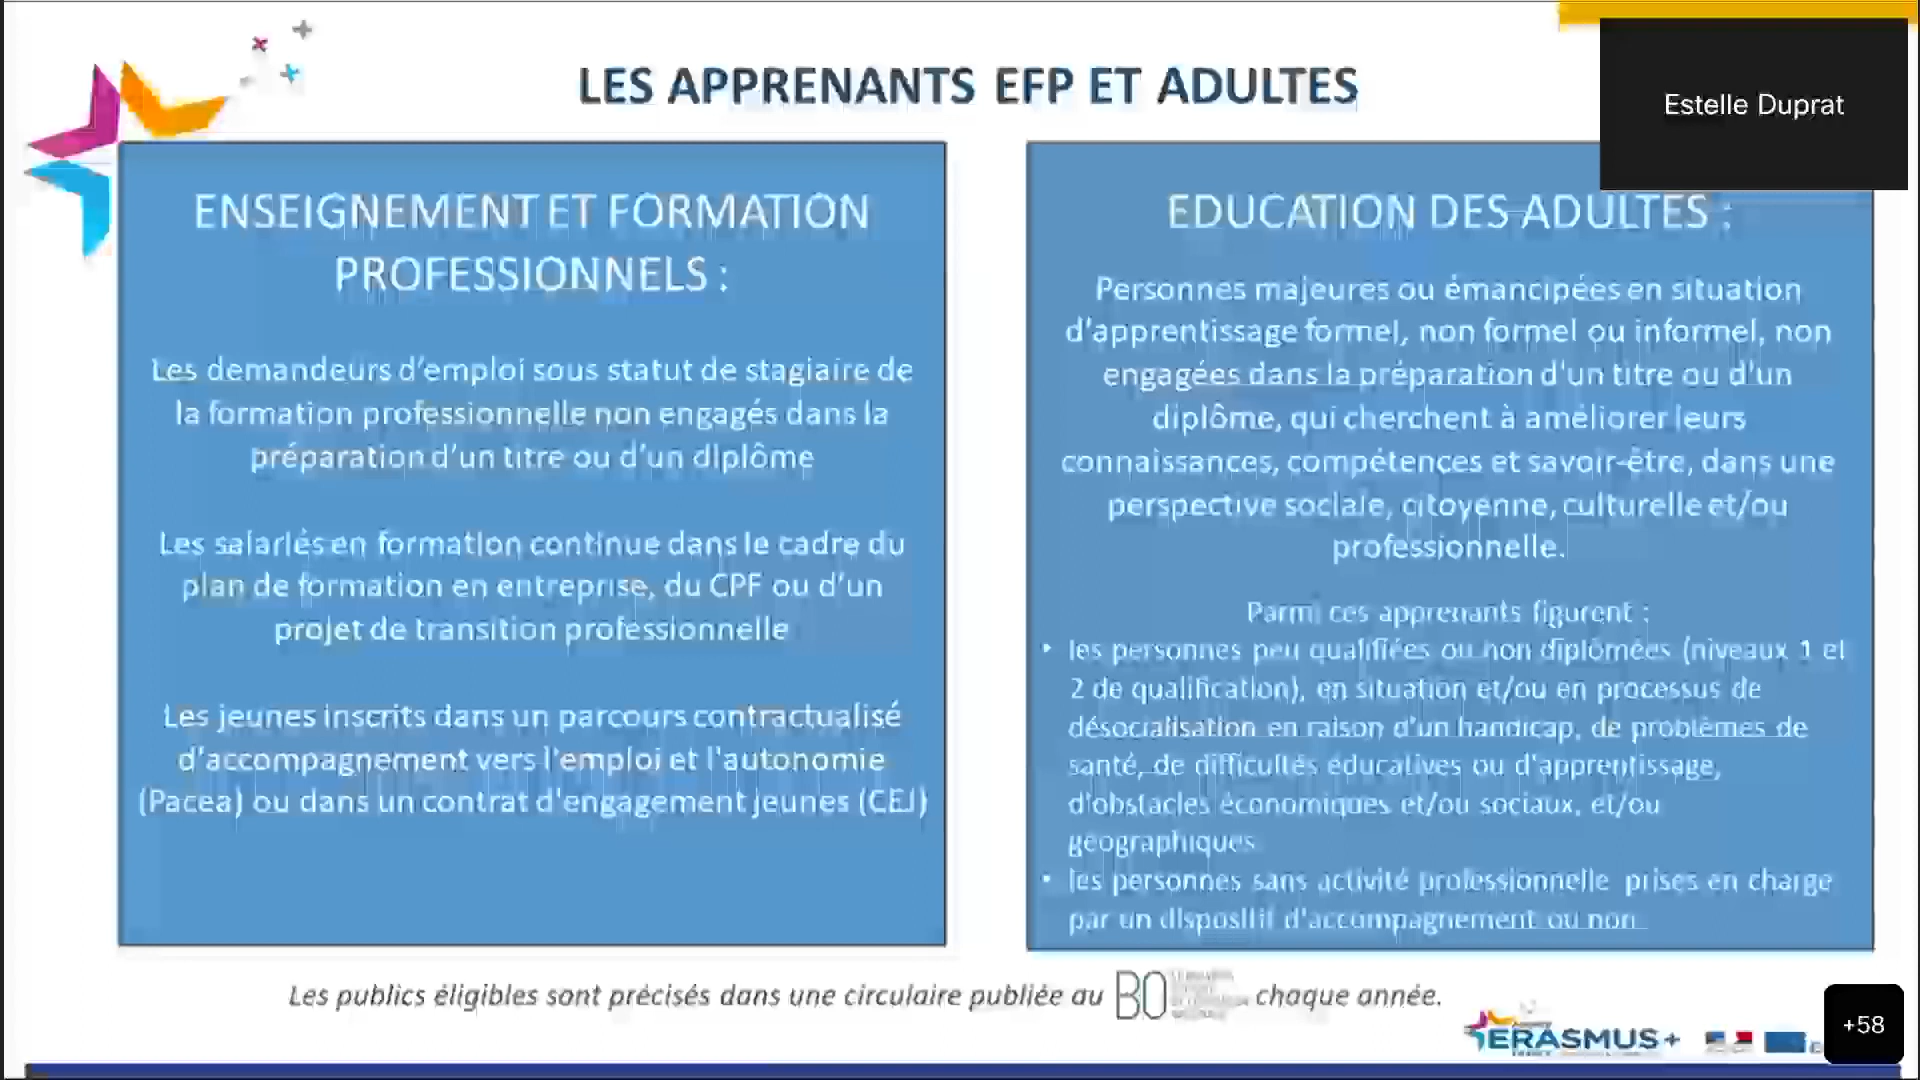 LES APPRENANTS EFP ET ADULTES
Estelle Duprat
ENSEIGNEMENT ET FORMATION
PROFESSIONNELS :
Les demandeurs d'emploi sous statut de stagiaire de
la formation professionnelle non engagés dans la
préparation d'un titre ou d'un diplôme
Les salariés en formation continue dans le cadre du
plan de formation en entreprise, du CPF ou d'un
projet de transition professionnelle
Les jeunes inscrits dans un parcours contractualisé
d'accompagnement vers l'emploi et l'autonomie
(Pacea) ou dans un contrat d'engagement jeunes (CEJ)
EDUCATION DES ADULTES :
Personnes majeures ou émancipées en situation
d'apprentissage formel, non formel ou informel, non
engagées dans la préparation d'un titre ou d'un
diplôme, qui cherchent à améliorer leurs
connaissances, compétences et savoir-être, dans une
perspective sociale, citoyenne, culturelle et/ou
professionnelle.
Parmi ces apprenants figurent :
• les personnes peu qualifiées ou non diplômées (niveaux 1 et
2 de qualification), en situation et/ou en processus de
désocialisation en raison d'un handicap, de problèmes de
santé, de difficultés éducatives ou d'apprentissage,
d'obstacles économiques et/ou sociaux, et/ou
géographiques
• les personnes sans activité professionnelle prises en charge
par un dispositif d'accompagnement ou non
Les publics éligibles sont précisés dans une circulaire publiée au BO chaque année.
ERASMUS+
+58